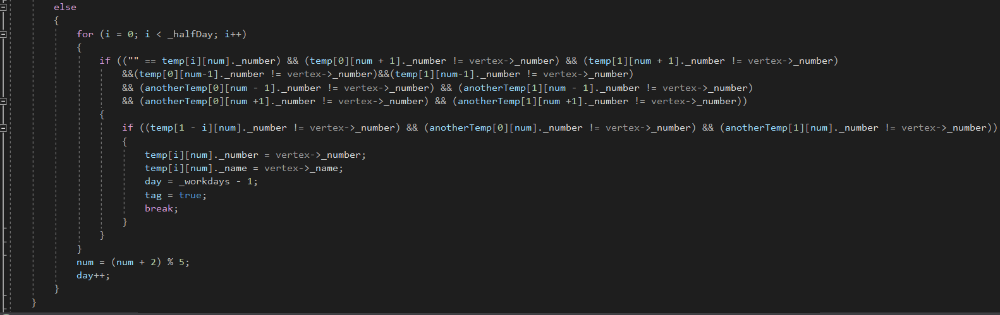 else
{
for (i = 0; i < _halfDay; i++)
{
if (("" == temp[i][num]._number) && (temp[0][num + 1]._number != vertex->_number) && (temp[1][num + 1]._number != vertex->_number)
&&(temp[0][num-1]._number != vertex->_number)&&(temp[1][num-1]._number != vertex->_number)
&& (anotherTemp[0][num - 1]._number != vertex->_number) && (anotherTemp[1][num - 1]._number != vertex->_number)
&& (anotherTemp[0][num +1]._number != vertex->_number) && (anotherTemp[1][num +1]._number != vertex->_number))
{
if ((temp[1 - i][num]._number != vertex->_number) && (anotherTemp[0][num]._number != vertex->_number) && (anotherTemp[1][num]._number != vertex->_number))
{
temp[i][num]._number = vertex->_number;
temp[i][num]._name = vertex->_name;
day = _workdays - 1;
tag = true;
break;
}
}
}
num = (num + 2) % 5;
day++;
}
}